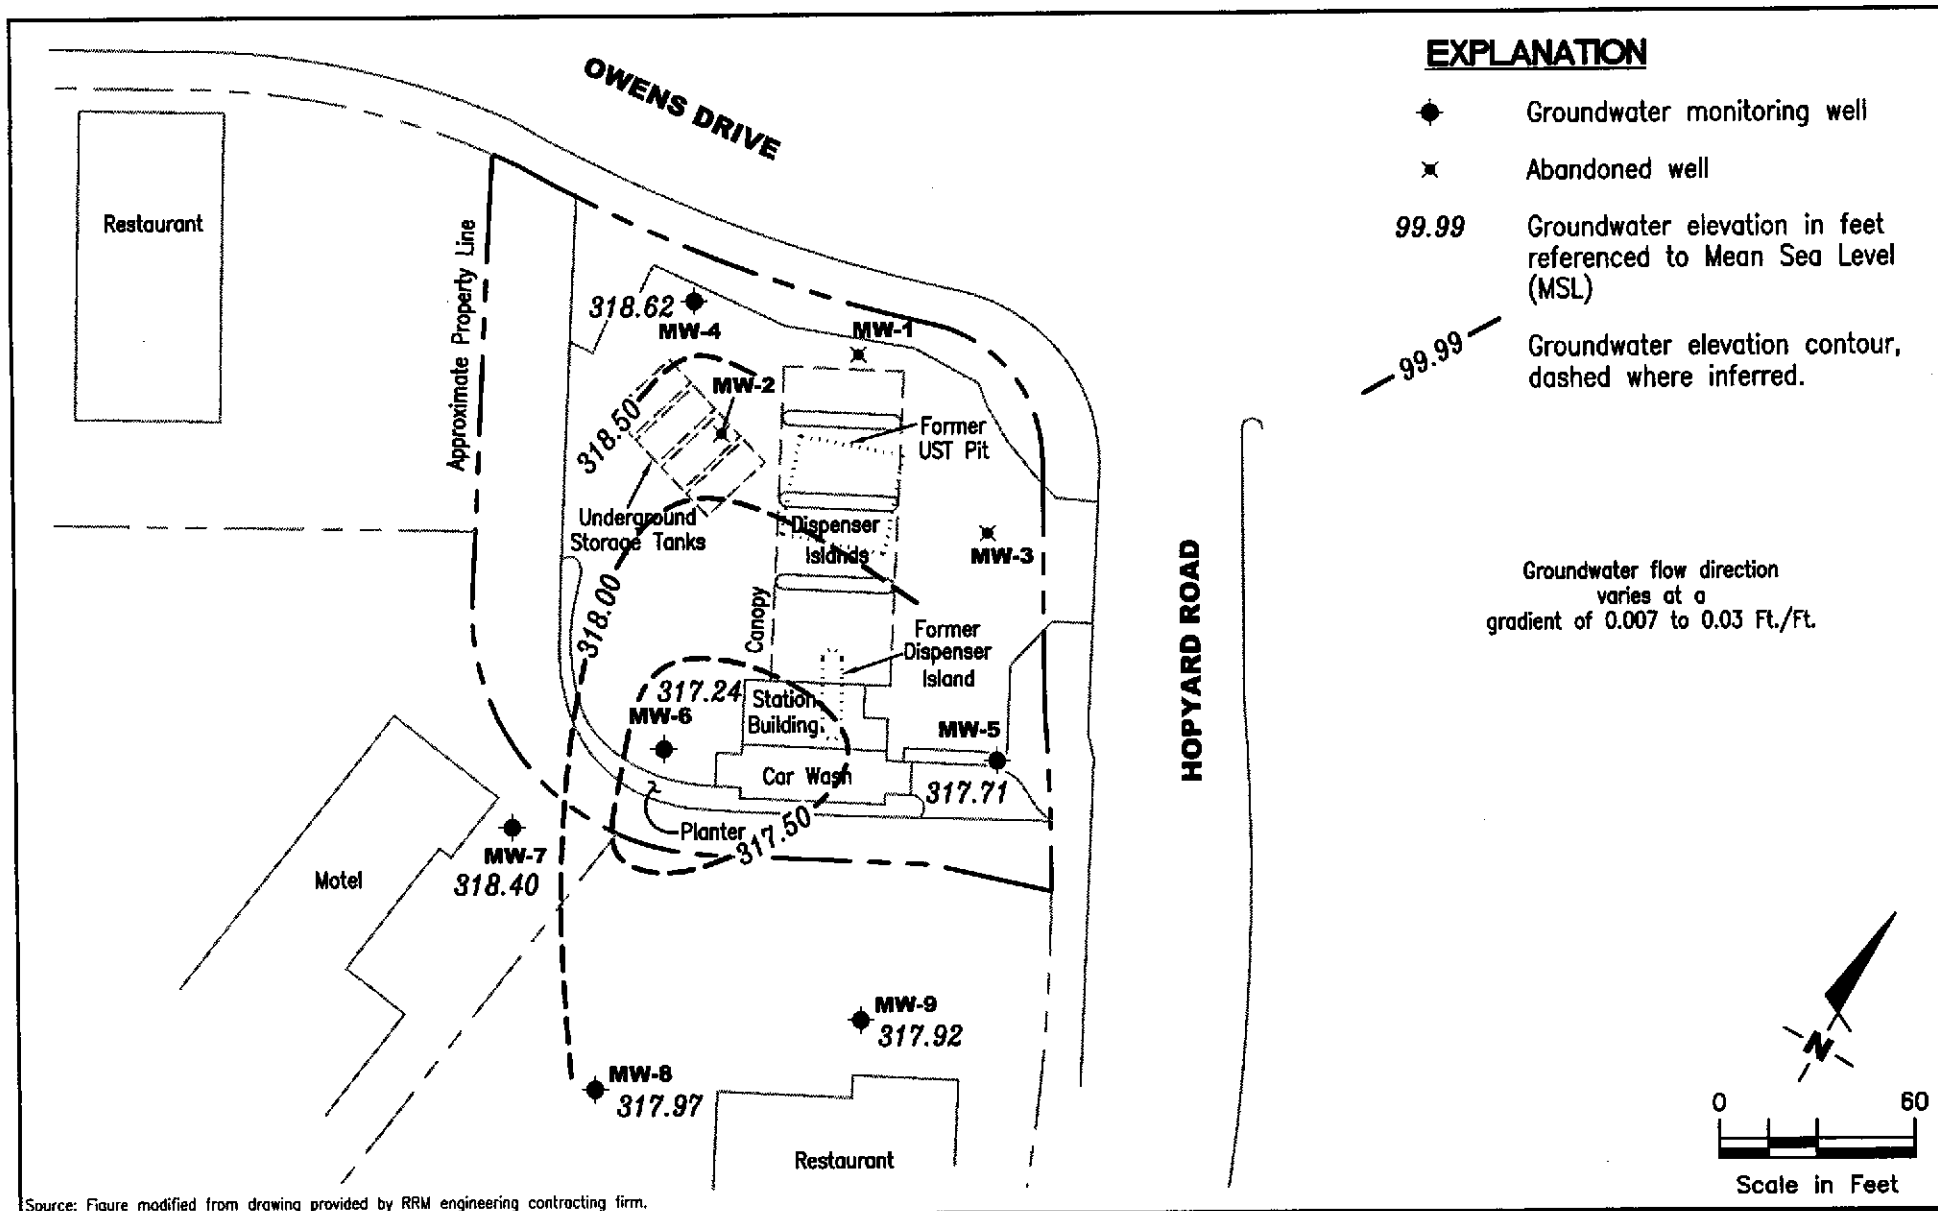 EXPLANATION
Groundwater monitoring well
Abandoned well
99.99
Groundwater elevation in feet
referenced to Mean Sea Level
(MSL)
99.99
Groundwater elevation contour,
dashed where inferred.
Groundwater flow direction
varies at a
gradient of 0.007 to 0.03 Ft./Ft.
OWENS DRIVE
Restaurant
Approximate Property Line
318.62
MW-4
MW-1
MW-2
318.50
Former
UST Pit
Underground
Storage Tanks
Dispenser
Islands
MW-3
318.00
Canopy
Former
Dispenser
Island
HOPYARD ROAD
317.24
MW-6
Station
Building
MW-5
Car Wash
317.71
Planter
317.50
MW-7
318.40
Motel
MW-9
317.92
MW-8
317.97
Restaurant
N
0 60
Scale in Feet
Source: Figure modified from drawing provided by RRM engineering contracting firm.